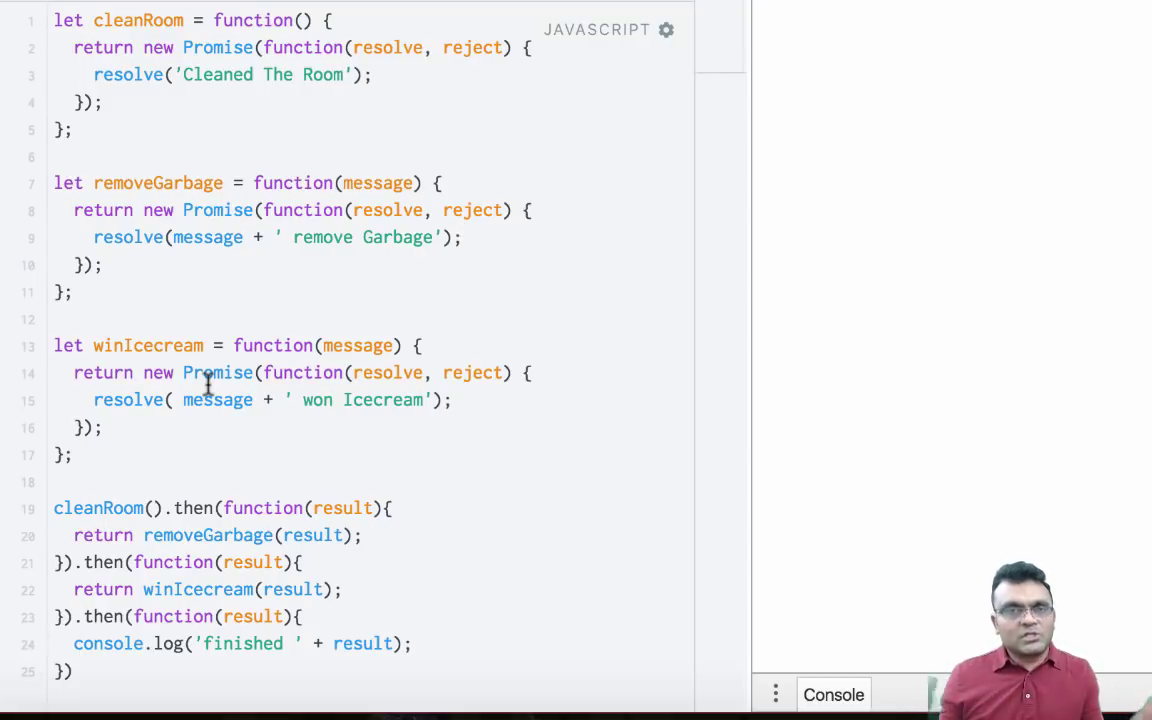 1 let cleanRoom = function() {
2 return new Promise(function(resolve, reject) {
3 resolve('Cleaned The Room');
4 });
5 };
6
7 let removeGarbage = function(message) {
8 return new Promise(function(resolve, reject) {
9 resolve(message + ' remove Garbage');
10 });
11 };
12
13 let winIcecream = function(message) {
14 return new Promise(function(resolve, reject) {
15 resolve( message + ' won Icecream');
16 });
17 };
18
19 cleanRoom().then(function(result){
20 return removeGarbage(result);
21 }).then(function(result){
22 return winIcecream(result);
23 }).then(function(result){
24 console.log('finished ' + result);
25 })
JAVASCRIPT
Console